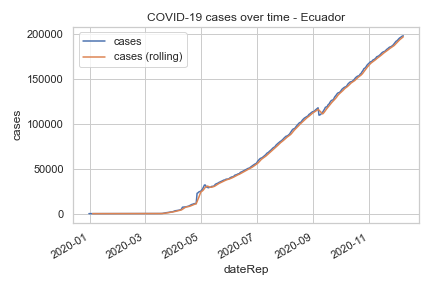 COVID-19 cases over time - Ecuador
cases
cases (rolling)
200000
150000
100000
50000
0
cases
2020-01
2020-03
2020-05
2020-07
2020-09
2020-11
dateRep